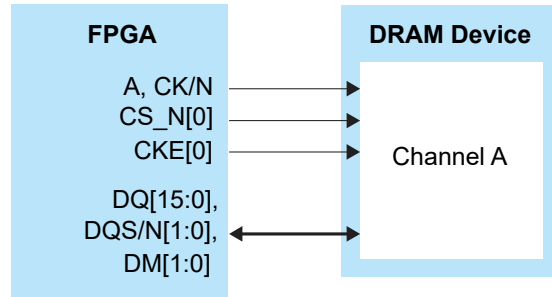 FPGA
A, CK/N
CS_N[0]
CKE[0]
DQ[15:0],
DQS/N[1:0],
DM[1:0]
DRAM Device
Channel A